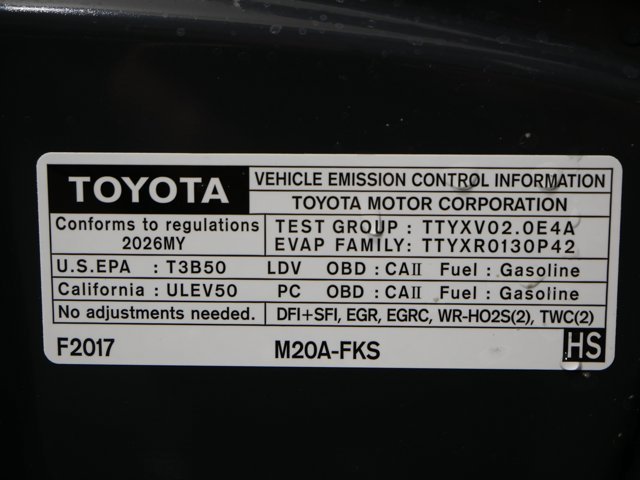 TOYOTA
VEHICLE EMISSION CONTROL INFORMATION
TOYOTA MOTOR CORPORATION
Conforms to regulations
2026MY
TEST GROUP : TTYXV02.0E4A
EVAP FAMILY: TTYXR0130P42
U.S.EPA : T3B50 LDV OBD : CAII Fuel : Gasoline
California : ULEV50 PC OBD : CAII Fuel : Gasoline
No adjustments needed. DFI+SFI, EGR, EGRC, WR-HO2S(2), TWC(2)
F2017 M20A-FKS HS